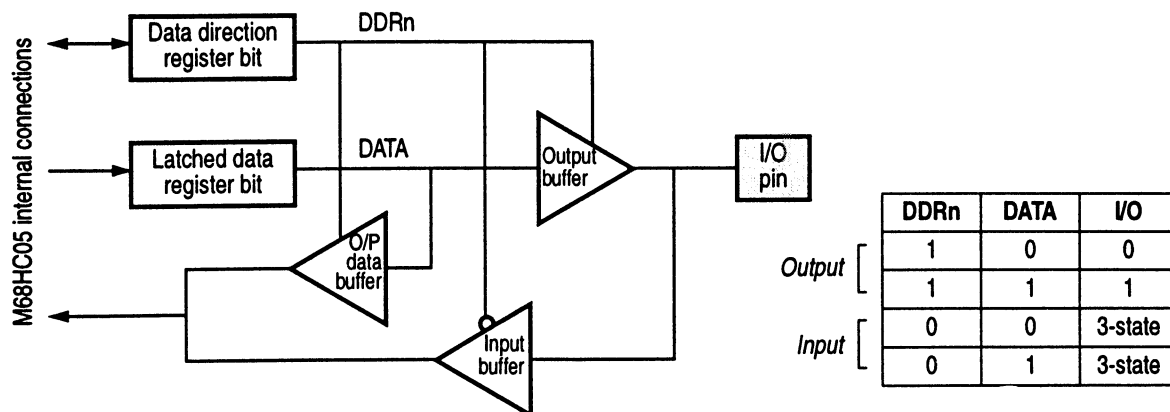 M68HC05 internal connections
Data direction
register bit
DDRn
Latched data
register bit
DATA
Output
buffer
I/O
pin
O/P
data
buffer
Input
buffer
DDRn DATA I/O
Output
1 0 0
1 1 1
Input
0 0 3-state
0 1 3-state